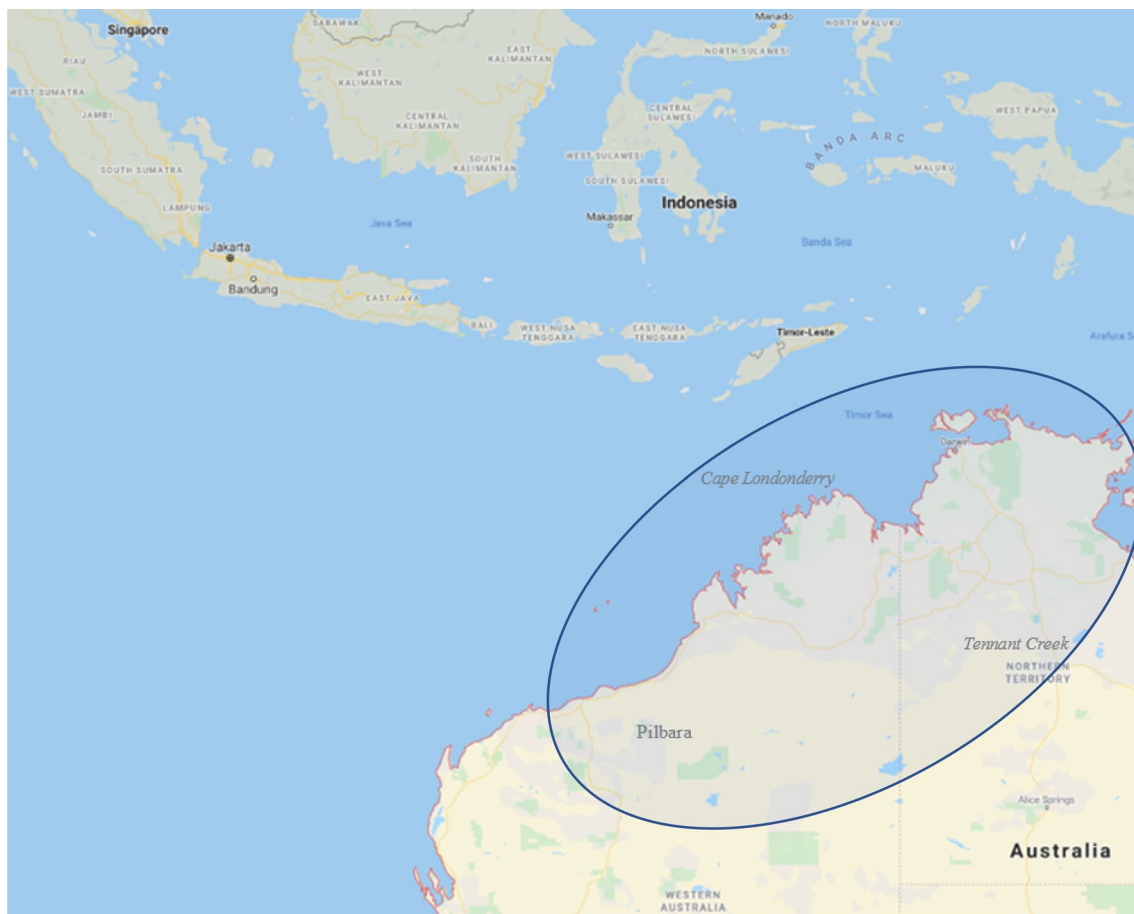 Manado
NORTH MALUKU
Singapore
SARAWAK
EAST
KALIMANTAN
NORTH SULAWESI
RIAU
WEST
KALIMANTAN
WEST SUMATRA
JAMBI
CENTRAL
KALIMANTAN
CENTRAL
SULAWESI
WEST PAPUA
BANDA ARC
SOUTH SUMATRA
SOUTH
KALIMANTAN
WEST SULAWESI
SOUTH SULAWESI
MALUKU
LAMPUNG
Indonesia
Makassar
Java Sea
Banda Sea
Jakarta
Bandung
EAST JAVA
BALI
WEST NUSA
TENGGARA
EAST NUSA
TENGGARA
Timor-Leste
Arafura S
Timor Sea
Darwin
Cape Londonderry
Tennant Creek
NORTHERN
TERRITORY
Pilbara
Alice Springs
Australia
WESTERN
AUSTRALIA